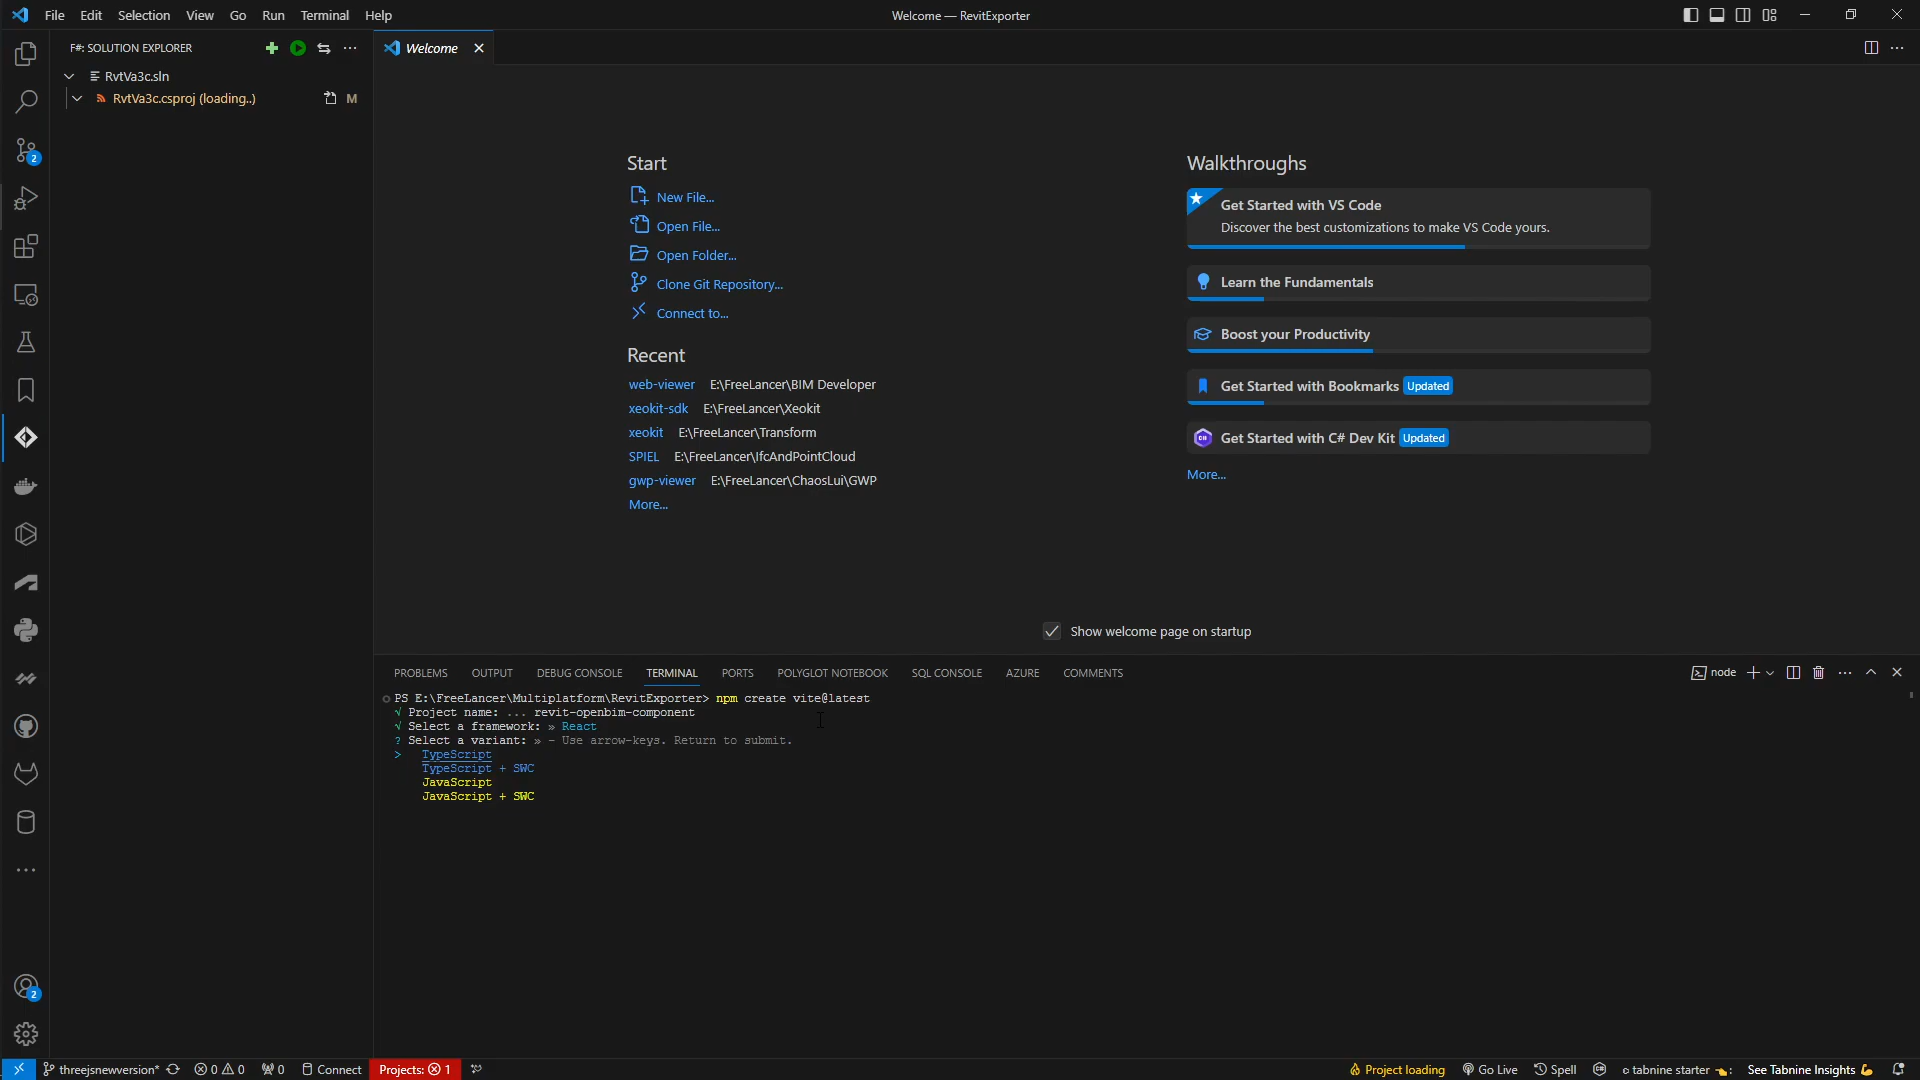 File Edit Selection View Go Run Terminal Help
Welcome — RevitExporter
F#: SOLUTION EXPLORER
RvtVa3c.sln
RvtVa3c.csproj (loading..) M
Welcome
Start
New File...
Open File...
Open Folder...
Clone Git Repository...
Connect to...
Recent
web-viewer E:\FreeLancer\BIM Developer
xeokit-sdk E:\FreeLancer\Xeokit
xeokit E:\FreeLancer\Transform
SPIEL E:\FreeLancer\IfcAndPointCloud
gwp-viewer E:\FreeLancer\ChaosLui\GWP
More...
Walkthroughs
Get Started with VS Code
Discover the best customizations to make VS Code yours.
Learn the Fundamentals
Boost your Productivity
Get Started with Bookmarks Updated
Get Started with C# Dev Kit Updated
More...
Show welcome page on startup
PROBLEMS OUTPUT DEBUG CONSOLE TERMINAL PORTS POLYGLOT NOTEBOOK SQL CONSOLE AZURE COMMENTS
node
PS E:\FreeLancer\Multiplatform\RevitExporter> npm create vite@latest
√ Project name: ... revit-openbim-component
√ Select a framework: » React
? Select a variant: » - Use arrow-keys. Return to submit.
> TypeScript
TypeScript + SWC
JavaScript
JavaScript + SWC
2
2
threejsnewversion* 0 0 0 Connect Projects: 1
Project loading Go Live Spell tabnine starter See Tabnine Insights